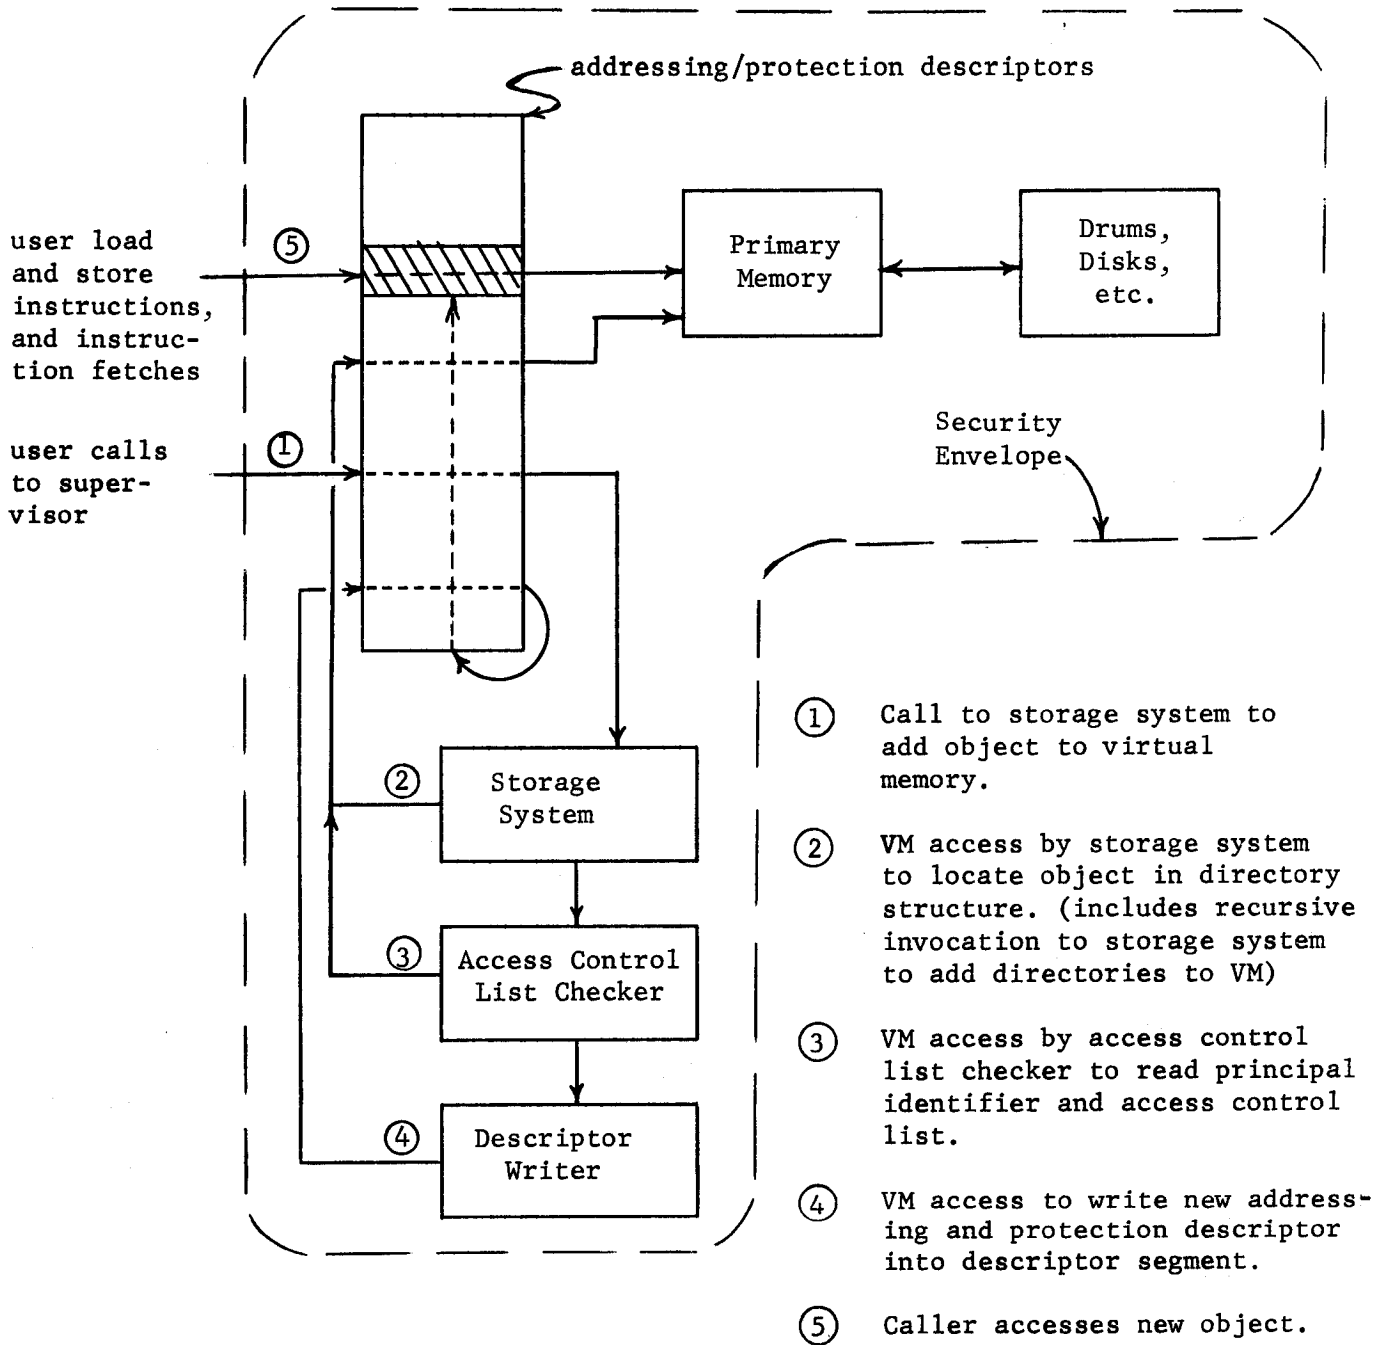 addressing/protection descriptors
user load
and store
instructions,
and instruc-
tion fetches
5
Primary
Memory
Drums,
Disks,
etc.
user calls
to super-
visor
1
Security
Envelope
2
Storage
System
3
Access Control
List Checker
4
Descriptor
Writer
1 Call to storage system to
add object to virtual
memory.
2 VM access by storage system
to locate object in directory
structure. (includes recursive
invocation to storage system
to add directories to VM)
3 VM access by access control
list checker to read principal
identifier and access control
list.
4 VM access to write new address-
ing and protection descriptor
into descriptor segment.
5 Caller accesses new object.